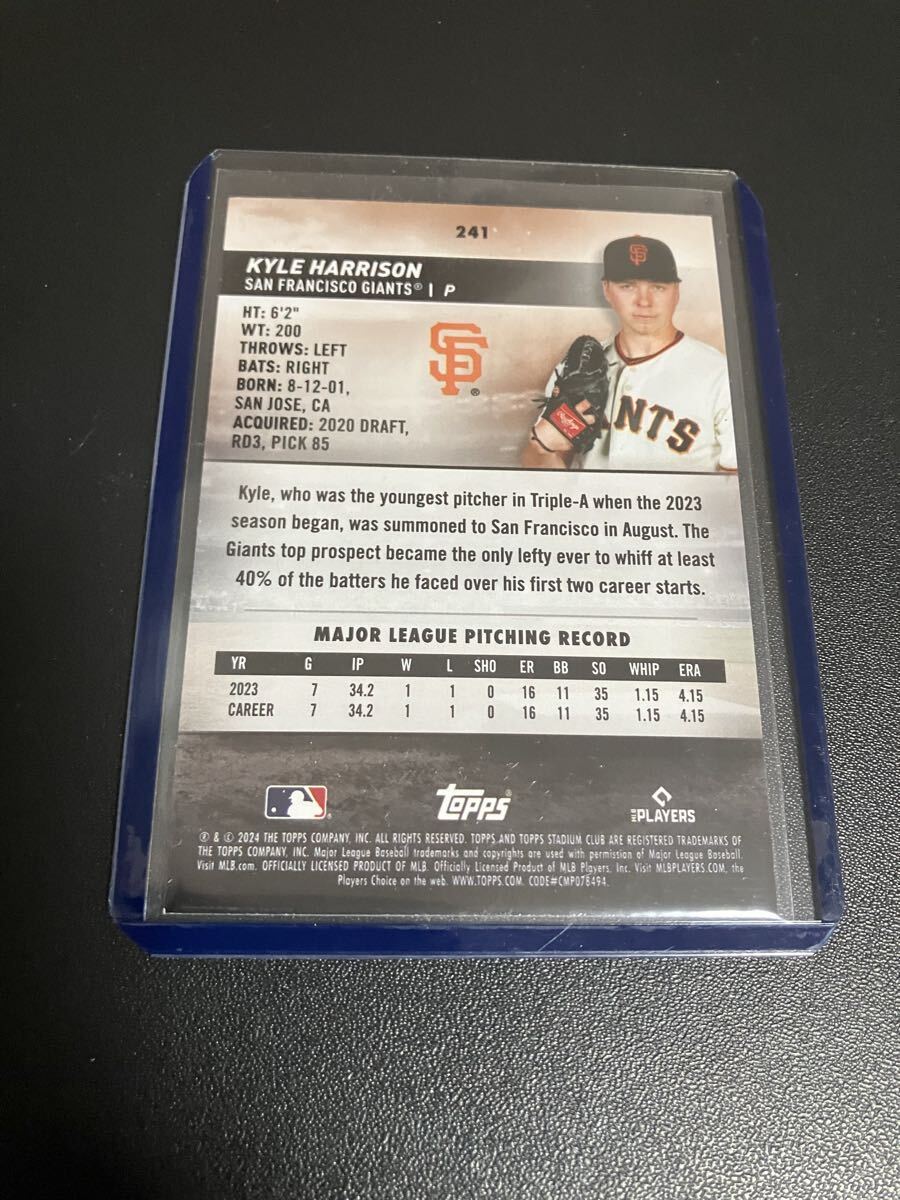 241
KYLE HARRISON
SAN FRANCISCO GIANTS® | P
HT: 6'2"
WT: 200
THROWS: LEFT
BATS: RIGHT
BORN: 8-12-01,
SAN JOSE, CA
ACQUIRED: 2020 DRAFT,
RD3, PICK 85
SF
SF ®
Rawlings
ANTS
Kyle, who was the youngest pitcher in Triple-A when the 2023
season began, was summoned to San Francisco in August. The
Giants top prospect became the only lefty ever to whiff at least
40% of the batters he faced over his first two career starts.
MAJOR LEAGUE PITCHING RECORD
YR G IP W L SHO ER BB SO WHIP ERA
2023 7 34.2 1 1 0 16 11 35 1.15 4.15
CAREER 7 34.2 1 1 0 16 11 35 1.15 4.15
topps®
MLB PLAYERS
® & © 2024 THE TOPPS COMPANY, INC. ALL RIGHTS RESERVED. TOPPS AND TOPPS STADIUM CLUB ARE REGISTERED TRADEMARKS OF
THE TOPPS COMPANY, INC. Major League Baseball trademarks and copyrights are used with permission of Major League Baseball.
Visit MLB.com. OFFICIALLY LICENSED PRODUCT OF MLB Players, Inc. Visit MLBPLAYERS.COM, the
Players Choice on the web. WWW.TOPPS.COM. CODE#CMP078494.